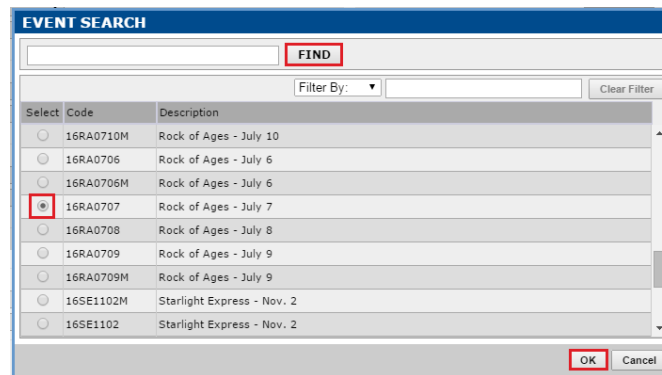 EVENT SEARCH
FIND
Filter By: Clear Filter
Select Code Description
16RA0710M Rock of Ages - July 10
16RA0706 Rock of Ages - July 6
16RA0706M Rock of Ages - July 6
16RA0707 Rock of Ages - July 7
16RA0708 Rock of Ages - July 8
16RA0709 Rock of Ages - July 9
16RA0709M Rock of Ages - July 9
16SE1102M Starlight Express - Nov. 2
16SE1102 Starlight Express - Nov. 2
OK Cancel